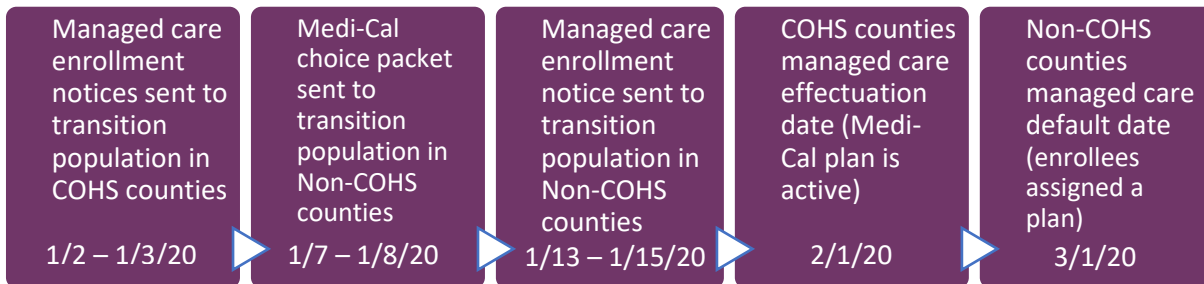 Managed care
enrollment
notices sent to
transition
population in
COHS counties
1/2 – 1/3/20
Medi-Cal
choice packet
sent to
transition
population in
Non-COHS
counties
1/7 – 1/8/20
Managed care
enrollment
notice sent to
transition
population in
Non-COHS
counties
1/13 – 1/15/20
COHS counties
managed care
effectuation
date (Medi-
Cal plan is
active)
2/1/20
Non-COHS
counties
managed care
default date
(enrollees
assigned a
plan)
3/1/20